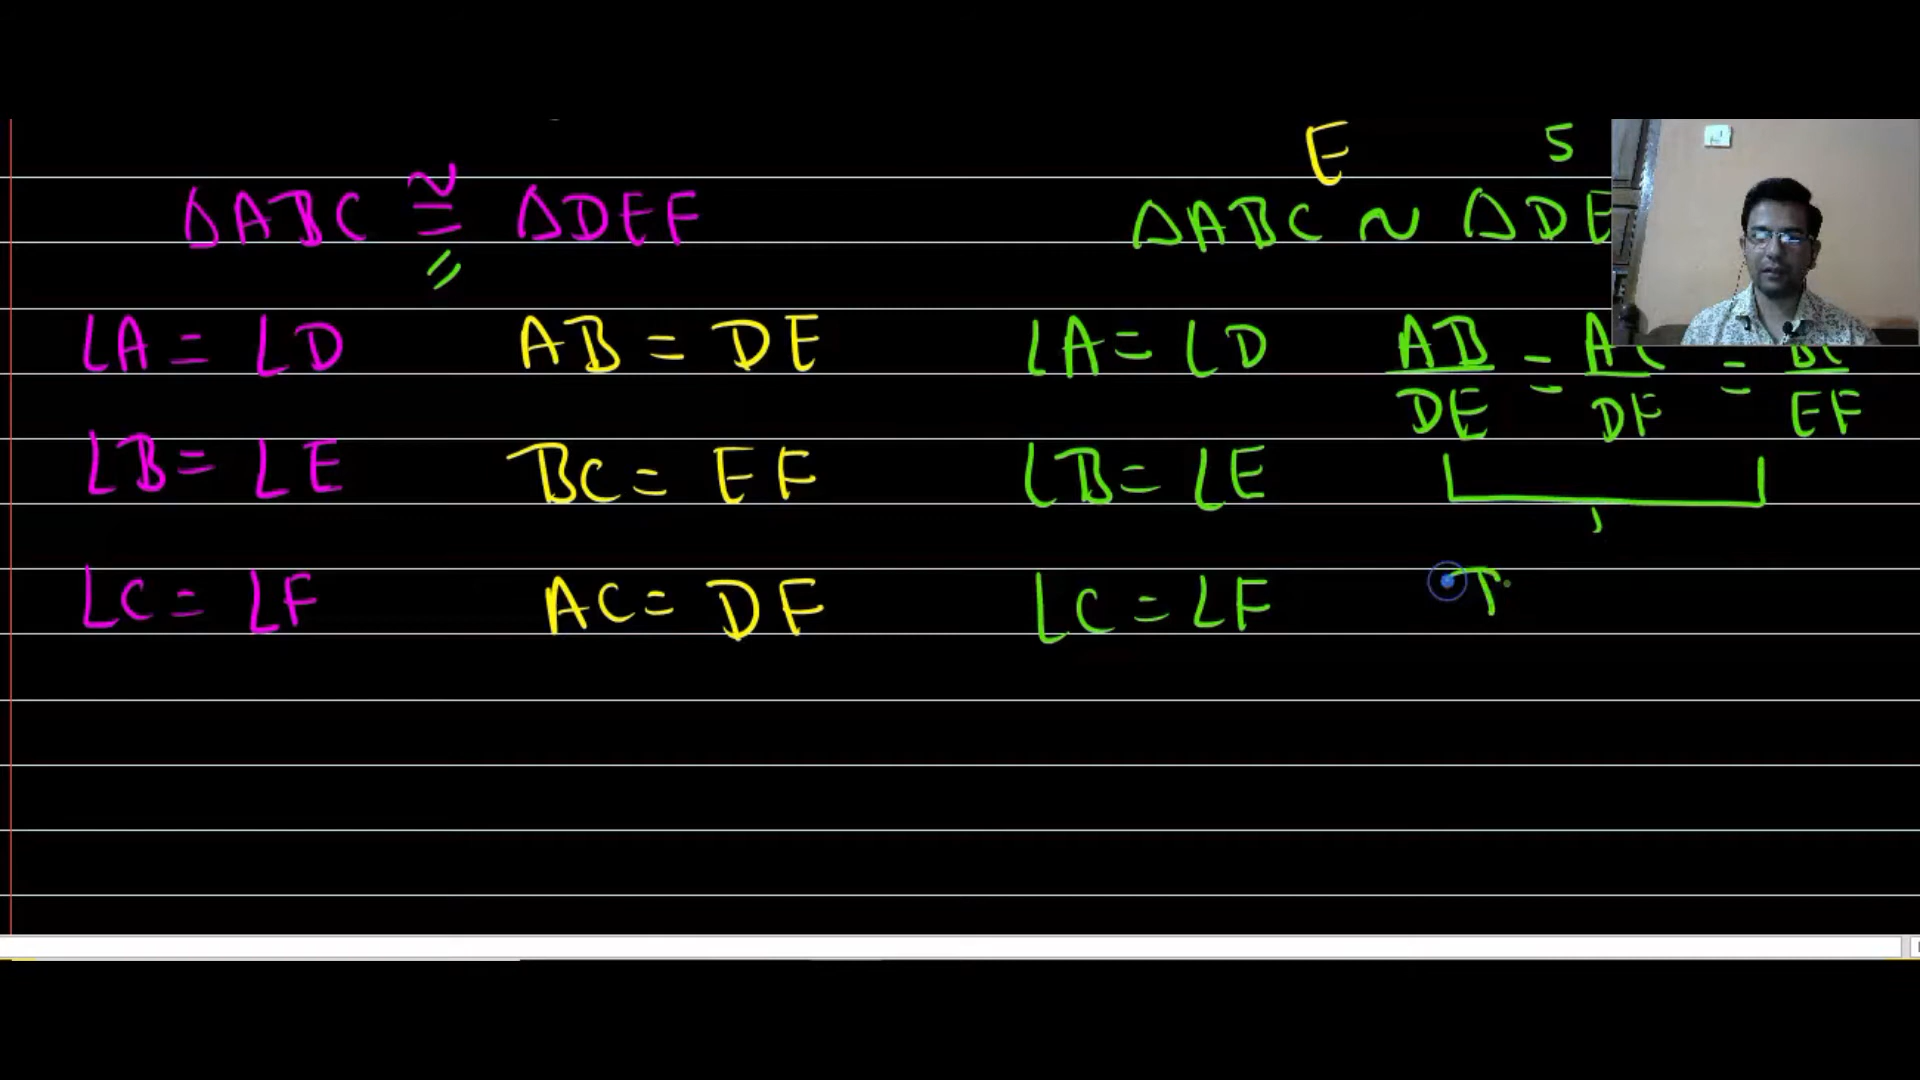 E 5
ΔABC ≅ ΔDEF ΔABC ~ ΔDE
∠A = ∠D AB = DE ∠A = ∠D AB/DE = AC/DF = BC/EF
∠B = ∠E BC = EF ∠B = ∠E
∠C = ∠F AC = DF ∠C = ∠F T